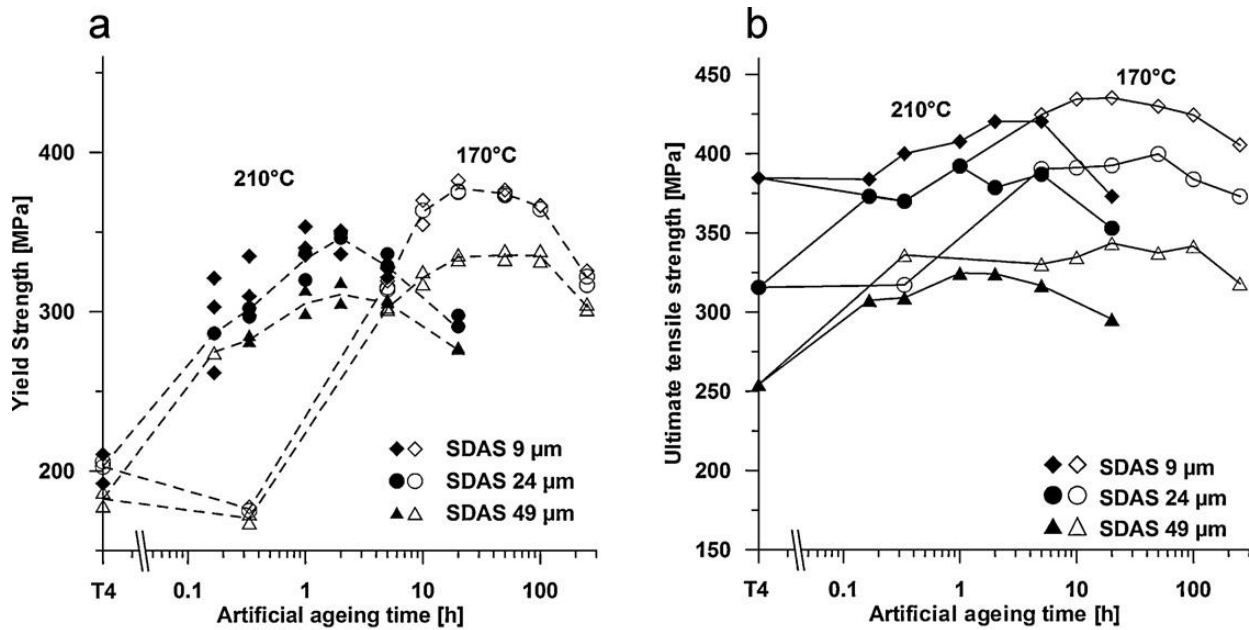 a
Yield Strength [MPa]
400
300
200
210°C
170°C
SDAS 9 µm
SDAS 24 µm
SDAS 49 µm
T4 0.1 1 10 100
Artificial ageing time [h]
b
Ultimate tensile strength [MPa]
450
400
350
300
250
200
150
210°C
170°C
SDAS 9 µm
SDAS 24 µm
SDAS 49 µm
T4 0.1 1 10 100
Artificial ageing time [h]